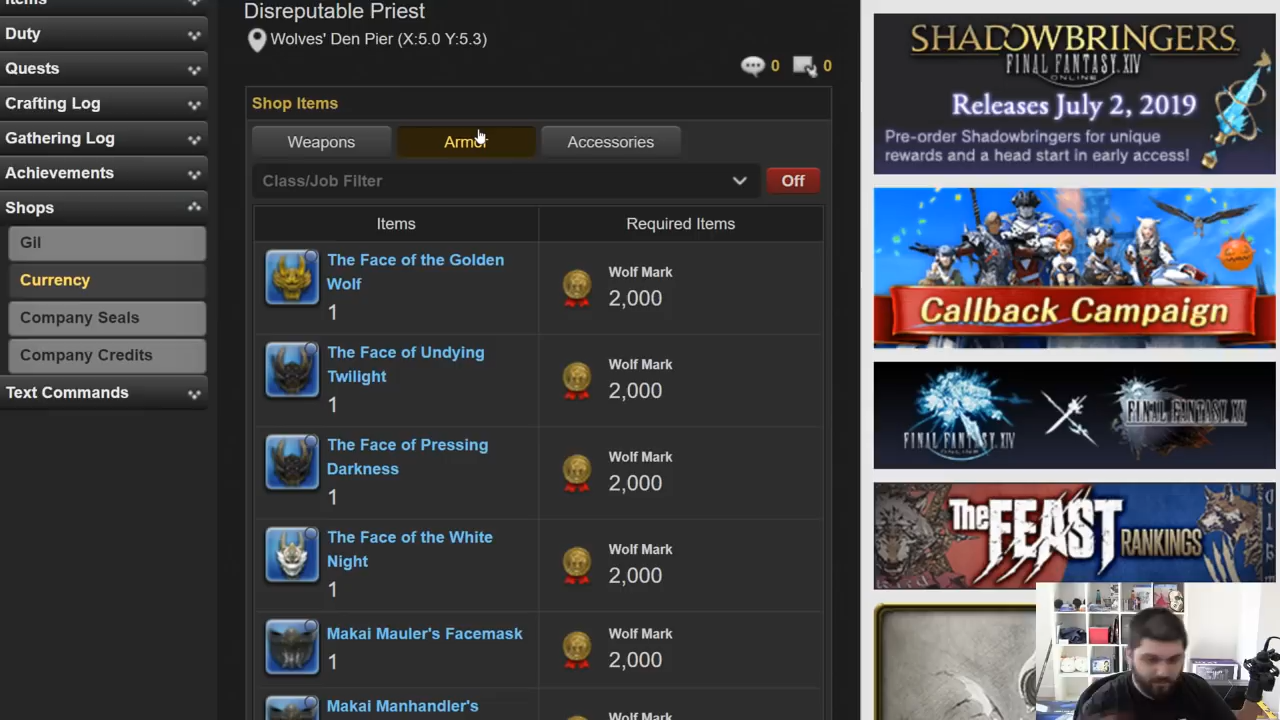 Items
Duty
Quests
Crafting Log
Gathering Log
Achievements
Shops
Gil
Currency
Company Seals
Company Credits
Text Commands
Disreputable Priest
Wolves' Den Pier (X:5.0 Y:5.3)
0
0
Shop Items
Weapons
Armor
Accessories
Class/Job Filter
Off
Items
Required Items
The Face of the Golden
Wolf
1
Wolf Mark
2,000
The Face of Undying
Twilight
1
Wolf Mark
2,000
The Face of Pressing
Darkness
1
Wolf Mark
2,000
The Face of the White
Night
1
Wolf Mark
2,000
Makai Mauler's Facemask
1
Wolf Mark
2,000
Makai Manhandler's
Wolf Mark
SHADOWBRINGERS
FINAL FANTASY XIV
ONLINE
Releases July 2, 2019
Pre-order Shadowbringers for unique
rewards and a head start in early access!
Callback Campaign
FINAL FANTASY XIV
FINAL FANTASY XV
The FEAST
RANKINGS